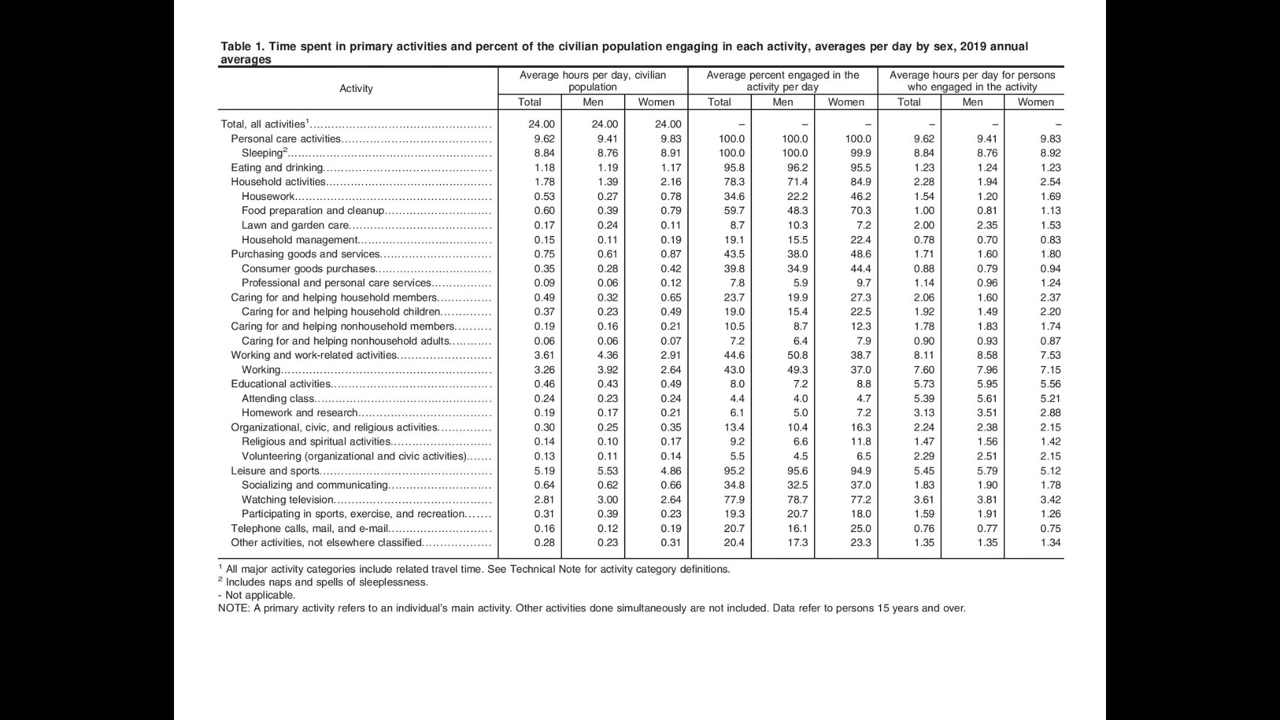 Table 1. Time spent in primary activities and percent of the civilian population engaging in each activity, averages per day by sex, 2019 annual
averages
Activity
Average hours per day, civilian
population
Average percent engaged in the
activity per day
Average hours per day for persons
who engaged in the activity
Total Men Women Total Men Women Total Men Women
Total, all activities¹ 24.00 24.00 24.00 – – – – – –
Personal care activities 9.62 9.41 9.83 100.0 100.0 100.0 9.62 9.41 9.83
Sleeping² 8.84 8.76 8.91 100.0 100.0 99.9 8.84 8.76 8.92
Eating and drinking 1.18 1.19 1.17 95.8 96.2 95.5 1.23 1.24 1.23
Household activities 1.78 1.39 2.16 78.3 71.4 84.9 2.28 1.94 2.54
Housework 0.53 0.27 0.78 34.6 22.2 46.2 1.54 1.20 1.69
Food preparation and cleanup 0.60 0.39 0.79 59.7 48.3 70.3 1.00 0.81 1.13
Lawn and garden care 0.17 0.24 0.11 8.7 10.3 7.2 2.00 2.35 1.53
Household management 0.15 0.11 0.19 19.1 15.5 22.4 0.78 0.70 0.83
Purchasing goods and services 0.75 0.61 0.87 43.5 38.0 48.6 1.71 1.60 1.80
Consumer goods purchases 0.35 0.28 0.42 39.8 34.9 44.4 0.88 0.79 0.94
Professional and personal care services 0.09 0.06 0.12 7.8 5.9 9.7 1.14 0.96 1.24
Caring for and helping household members 0.49 0.32 0.65 23.7 19.9 27.3 2.06 1.60 2.37
Caring for and helping household children 0.37 0.23 0.49 19.0 15.4 22.5 1.92 1.49 2.20
Caring for and helping nonhousehold members 0.19 0.16 0.21 10.5 8.7 12.3 1.78 1.83 1.74
Caring for and helping nonhousehold adults 0.06 0.06 0.07 7.2 6.4 7.9 0.90 0.93 0.87
Working and work-related activities 3.61 4.36 2.91 44.6 50.8 38.7 8.11 8.58 7.53
Working 3.26 3.92 2.64 43.0 49.3 37.0 7.60 7.96 7.15
Educational activities 0.46 0.43 0.49 8.0 7.2 8.8 5.73 5.95 5.56
Attending class 0.24 0.23 0.24 4.4 4.0 4.7 5.39 5.61 5.21
Homework and research 0.19 0.17 0.21 6.1 5.0 7.2 3.13 3.51 2.88
Organizational, civic, and religious activities 0.30 0.25 0.35 13.4 10.4 16.3 2.24 2.38 2.15
Religious and spiritual activities 0.14 0.10 0.17 9.2 6.6 11.8 1.47 1.56 1.42
Volunteering (organizational and civic activities) 0.13 0.11 0.14 5.5 4.5 6.5 2.29 2.51 2.15
Leisure and sports 5.19 5.53 4.86 95.2 95.6 94.9 5.45 5.79 5.12
Socializing and communicating 0.64 0.62 0.66 34.8 32.5 37.0 1.83 1.90 1.78
Watching television 2.81 3.00 2.64 77.9 78.7 77.2 3.61 3.81 3.42
Participating in sports, exercise, and recreation 0.31 0.39 0.23 19.3 20.7 18.0 1.59 1.91 1.26
Telephone calls, mail, and e-mail 0.16 0.12 0.19 20.7 16.1 25.0 0.76 0.77 0.75
Other activities, not elsewhere classified 0.28 0.23 0.31 20.4 17.3 23.3 1.35 1.35 1.34
¹ All major activity categories include related travel time. See Technical Note for activity category definitions.
² Includes naps and spells of sleeplessness.
- Not applicable.
NOTE: A primary activity refers to an individual's main activity. Other activities done simultaneously are not included. Data refer to persons 15 years and over.